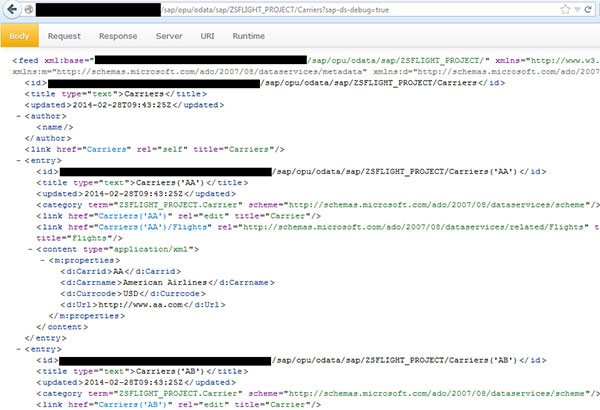 /sap/opu/odata/sap/ZSFLIGHT_PROJECT/Carriers?sap-ds-debug=true
Body Request Response Server URI Runtime
<feed xml:base="/sap/opu/odata/sap/ZSFLIGHT_PROJECT/" xmlns="http://www.w3.
xmlns:m="http://schemas.microsoft.com/ado/2007/08/dataservices/metadata" xmlns:d="http://schemas.microsoft.com/ado/2007/08/dataservices">
<id>/sap/opu/odata/sap/ZSFLIGHT_PROJECT/Carriers</id>
<title type="text">Carriers</title>
<updated>2014-02-28T09:43:25Z</updated>
- <author>
<name/>
</author>
<link href="Carriers" rel="self" title="Carriers"/>
- <entry>
<id>/sap/opu/odata/sap/ZSFLIGHT_PROJECT/Carriers('AA')</id>
<title type="text">Carriers('AA')</title>
<updated>2014-02-28T09:43:25Z</updated>
<category term="ZSFLIGHT_PROJECT.Carrier" scheme="http://schemas.microsoft.com/ado/2007/08/dataservices/scheme"/>
<link href="Carriers('AA')" rel="edit" title="Carrier"/>
<link href="Carriers('AA')/Flights" rel="http://schemas.microsoft.com/ado/2007/08/dataservices/related/Flights" t
title="Flights"/>
- <content type="application/xml">
- <m:properties>
<d:Carrid>AA</d:Carrid>
<d:Carrname>American Airlines</d:Carrname>
<d:Currcode>USD</d:Currcode>
<d:Url>http://www.aa.com</d:Url>
</m:properties>
</content>
</entry>
- <entry>
<id>/sap/opu/odata/sap/ZSFLIGHT_PROJECT/Carriers('AB')</id>
<title type="text">Carriers('AB')</title>
<updated>2014-02-28T09:43:25Z</updated>
<category term="ZSFLIGHT_PROJECT.Carrier" scheme="http://schemas.microsoft.com/ado/2007/08/dataservices/scheme"/>
<link href="Carriers('AB')" rel="edit" title="Carrier"/>